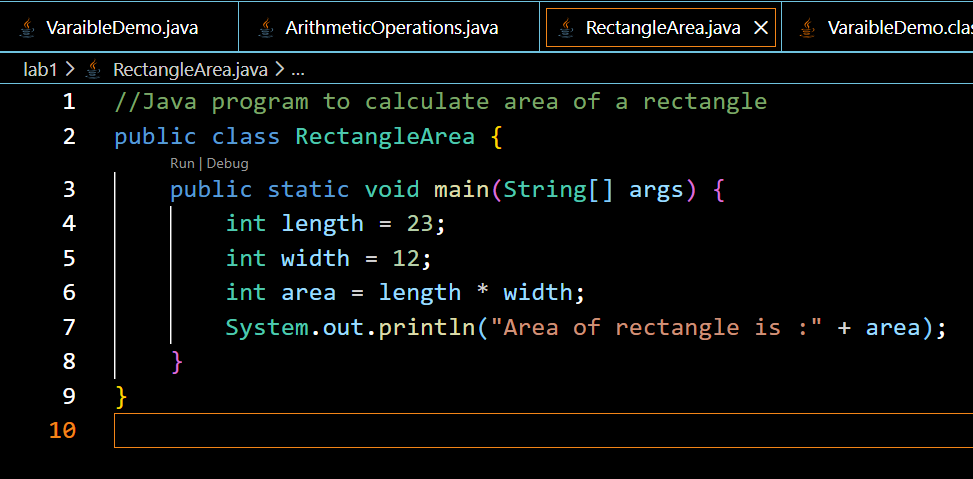 VaraibleDemo.java ArithmeticOperations.java RectangleArea.java VaraibleDemo.clas
lab1 > RectangleArea.java > ...
1 //Java program to calculate area of a rectangle
2 public class RectangleArea {
Run | Debug
3 public static void main(String[] args) {
4 int length = 23;
5 int width = 12;
6 int area = length * width;
7 System.out.println("Area of rectangle is :" + area);
8 }
9 }
10